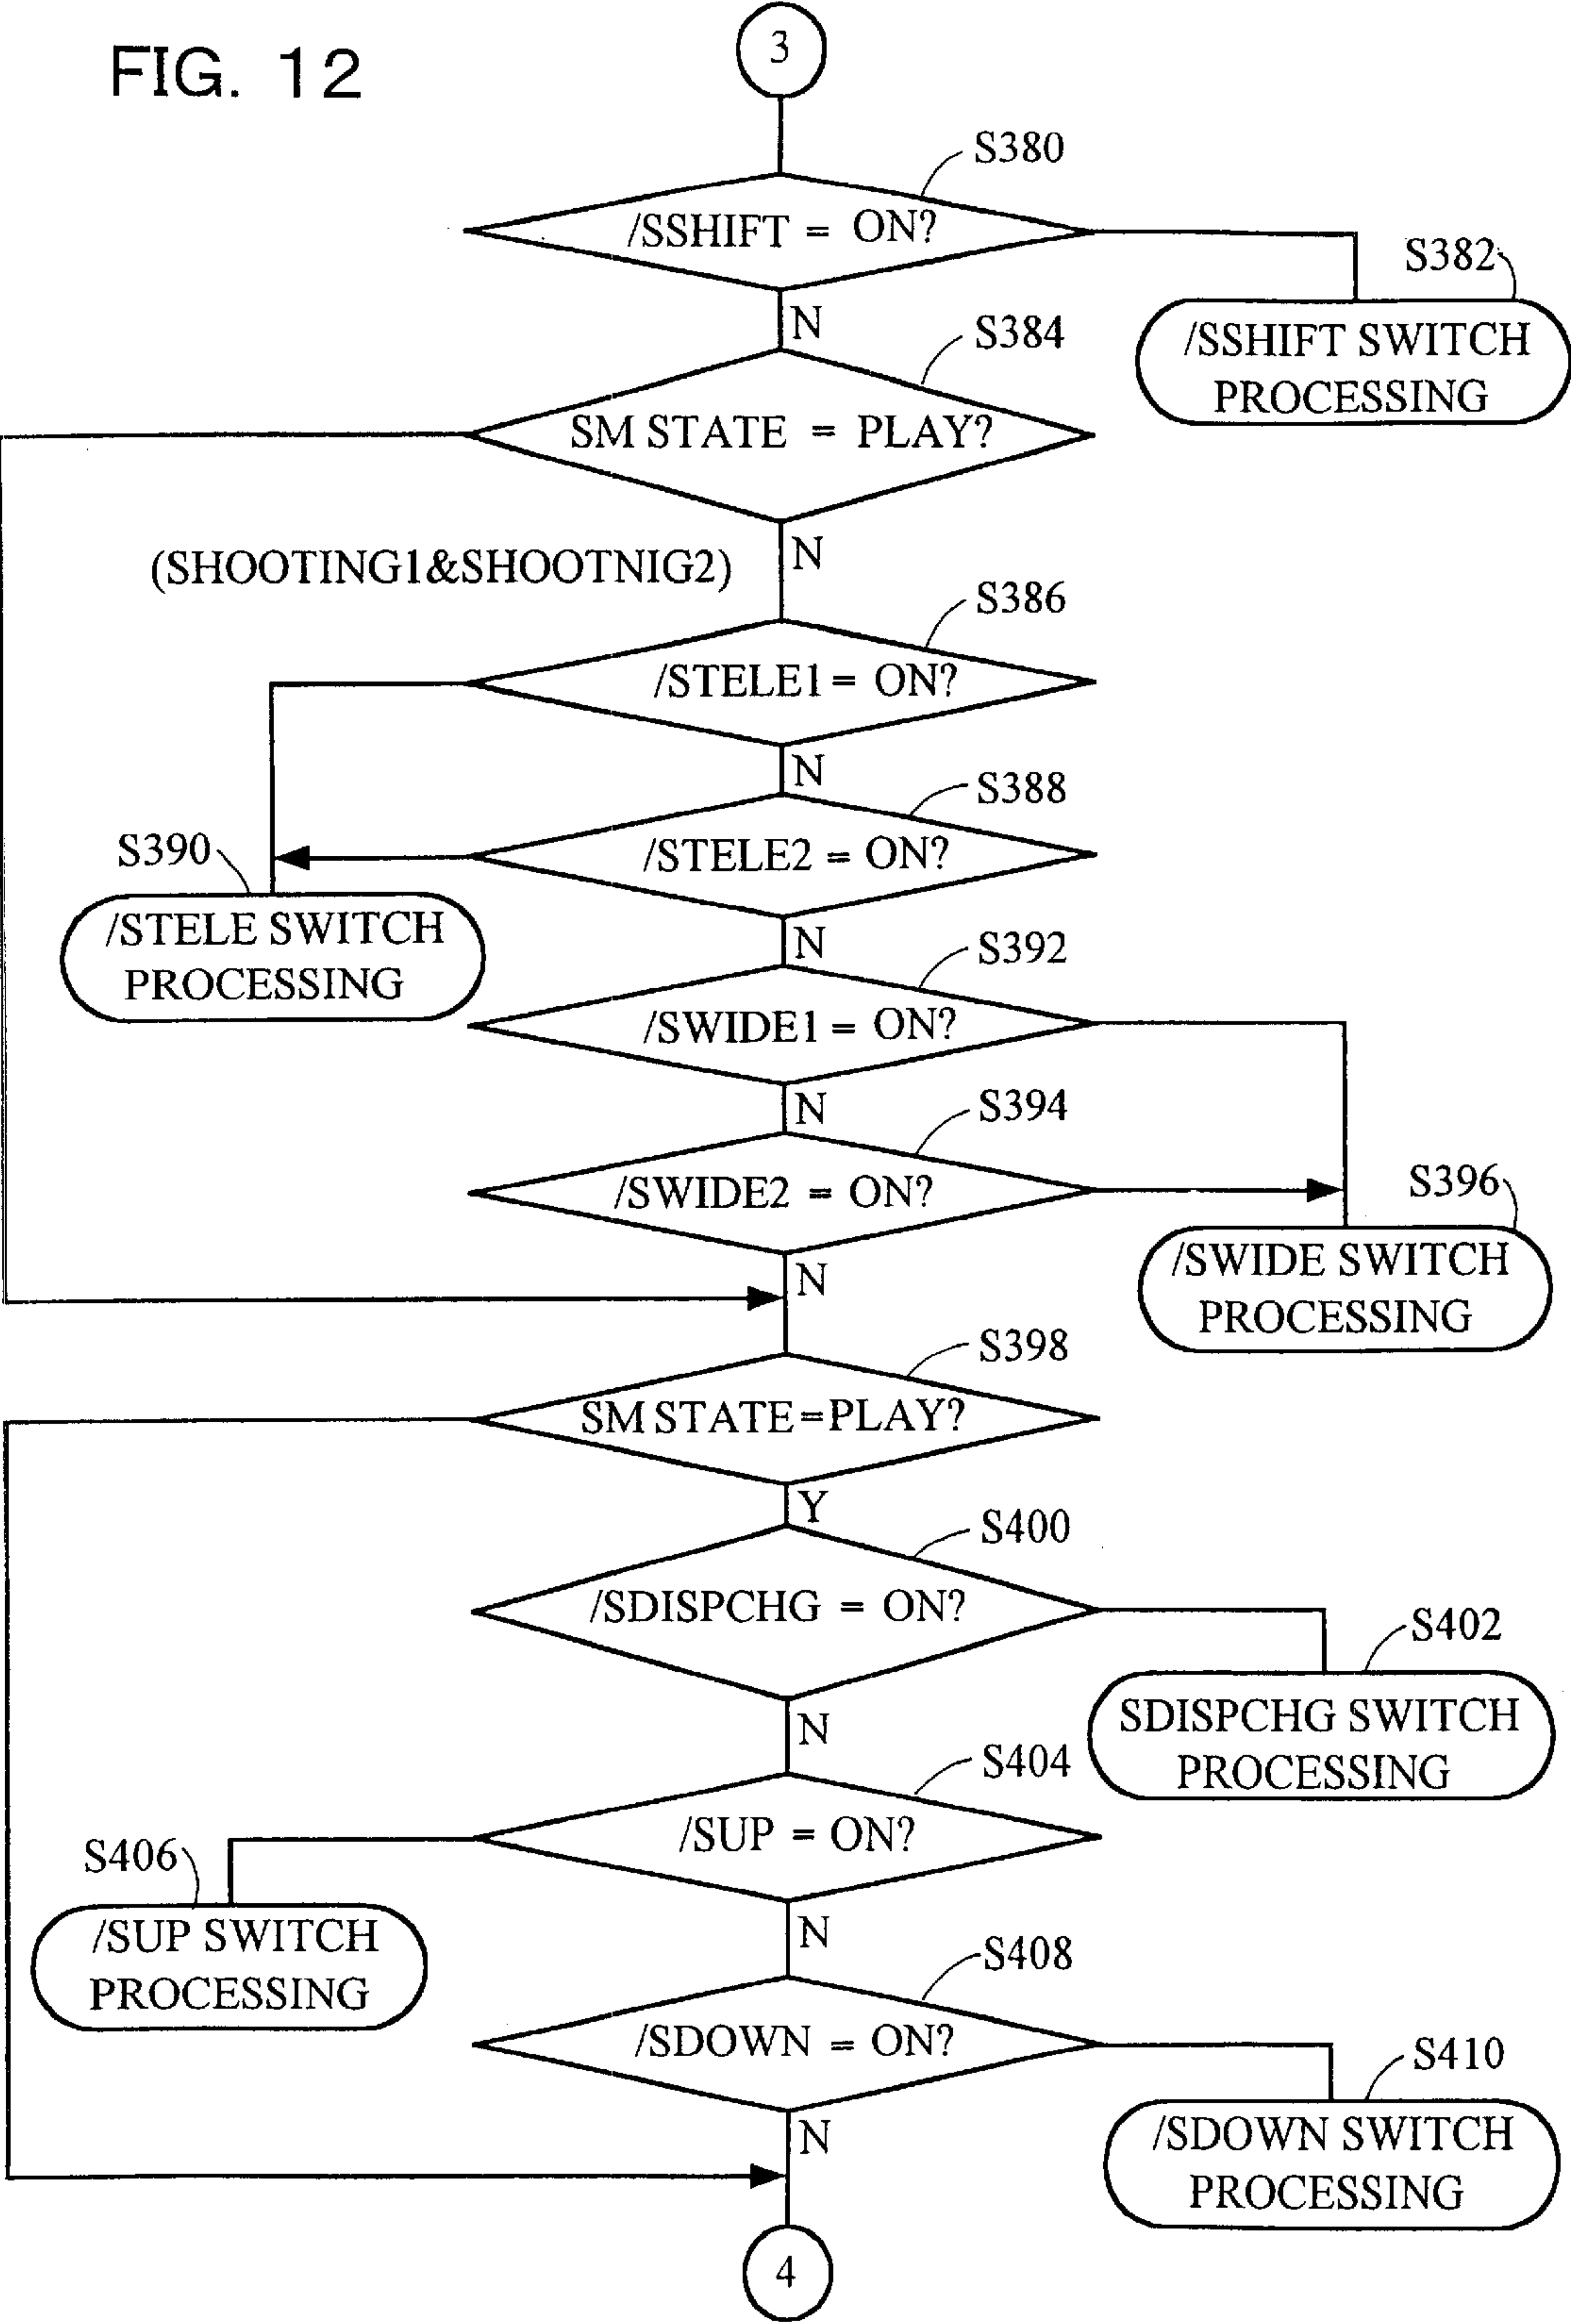 FIG. 12
3
S380
/SSHIFT = ON?
S382
/SSHIFT SWITCH
PROCESSING
N
S384
SM STATE = PLAY?
N
(SHOOTING1&SHOOTNIG2)
S386
/STELE1= ON?
N
S388
/STELE2 = ON?
S390
/STELE SWITCH
PROCESSING
N
S392
/SWIDE1 = ON?
N
S394
/SWIDE2 = ON?
S396
/SWIDE SWITCH
PROCESSING
N
S398
SM STATE=PLAY?
Y
S400
/SDISPCHG = ON?
S402
SDISPCHG SWITCH
PROCESSING
N
S404
/SUP = ON?
S406
/SUP SWITCH
PROCESSING
N
S408
/SDOWN = ON?
S410
/SDOWN SWITCH
PROCESSING
N
4